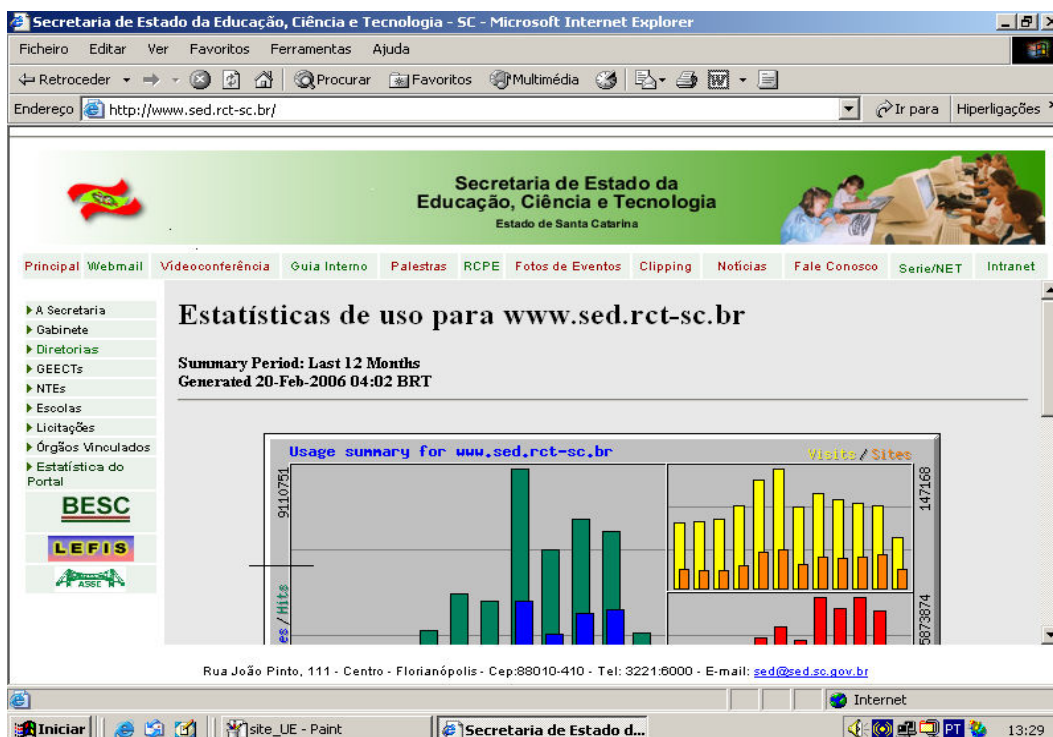 Secretaria de Estado da Educação, Ciência e Tecnologia - SC - Microsoft Internet Explorer
Ficheiro Editar Ver Favoritos Ferramentas Ajuda
Retroceder Procurar Favoritos Multimédia
Endereço http://www.sed.rct-sc.br/ Ir para Hiperligações
Secretaria de Estado da
Educação, Ciência e Tecnologia
Estado de Santa Catarina
Principal Webmail Vídeoconferência Guia Interno Palestras RCPE Fotos de Eventos Clipping Notícias Fale Conosco Serie/NET Intranet
A Secretaria
Gabinete
Diretorias
GEECTs
NTEs
Escolas
Licitações
Órgãos Vinculados
Estatística do
Portal
BESC
LEFIS
ASSE
Estatísticas de uso para www.sed.rct-sc.br
Summary Period: Last 12 Months
Generated 20-Feb-2006 04:02 BRT
Usage summary for www.sed.rct-sc.br
Visits/Sites
9110751
147168
es/Hits
5873874
Rua João Pinto, 111 - Centro - Florianópolis - Cep:88010-410 - Tel: 3221:6000 - E-mail: sed@sed.sc.gov.br
Internet
Iniciar site_UE - Paint Secretaria de Estado d... PT 13:29